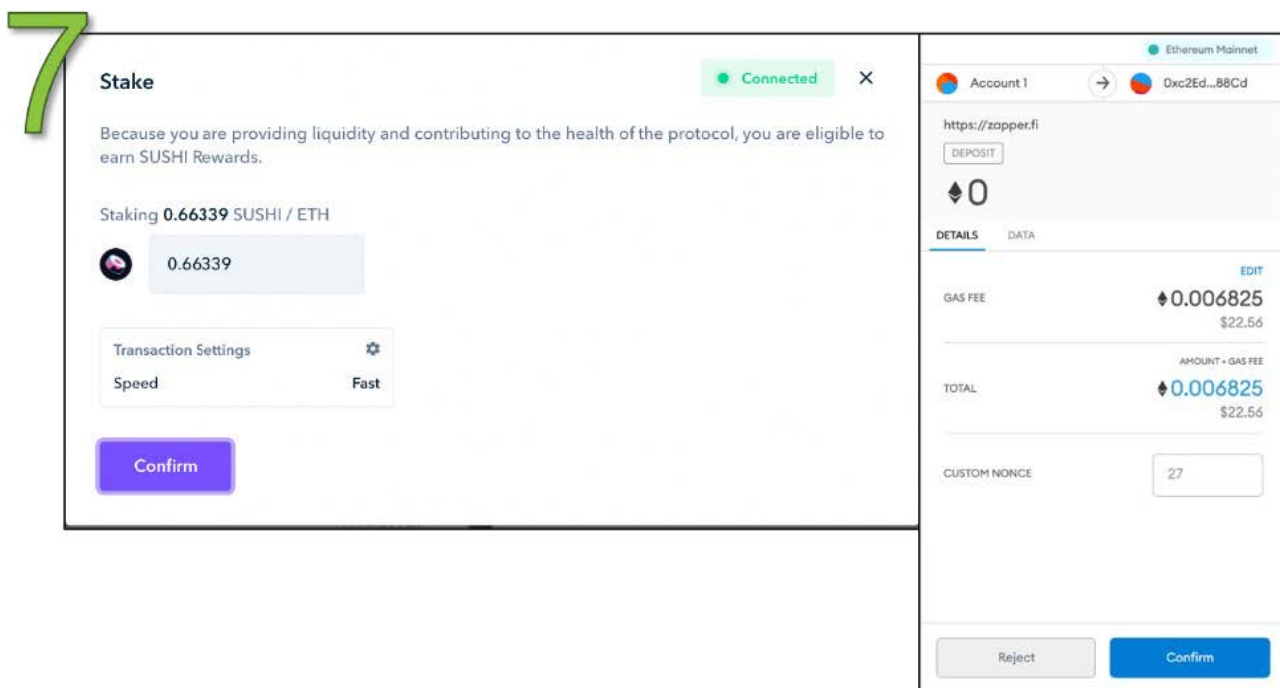 7
Stake
Connected
Because you are providing liquidity and contributing to the health of the protocol, you are eligible to
earn SUSHI Rewards.
Staking 0.66339 SUSHI / ETH
0.66339
Transaction Settings
Speed Fast
Confirm
Ethereum Mainnet
Account 1 0xc2Ed...88Cd
https://zapper.fi
DEPOSIT
0
DETAILS DATA
EDIT
GAS FEE 0.006825
$22.56
AMOUNT + GAS FEE
TOTAL 0.006825
$22.56
CUSTOM NONCE 27
Reject Confirm